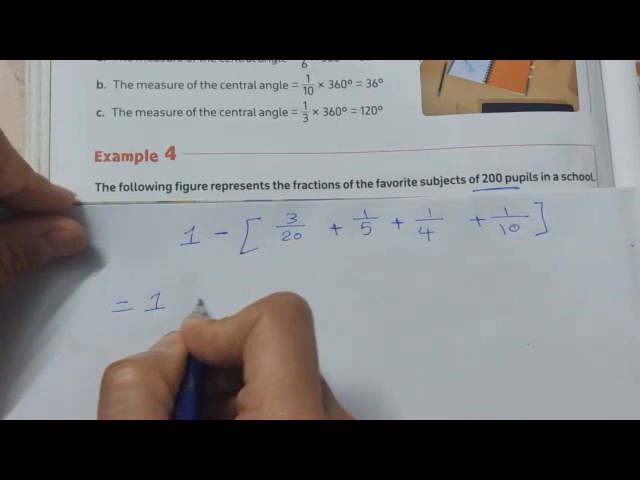 6
b. The measure of the central angle = 1/10 × 360° = 36°
c. The measure of the central angle = 1/3 × 360° = 120°
Example 4
The following figure represents the fractions of the favorite subjects of 200 pupils in a school.
1 - [ 3/20 + 1/5 + 1/4 + 1/10 ]
= 1